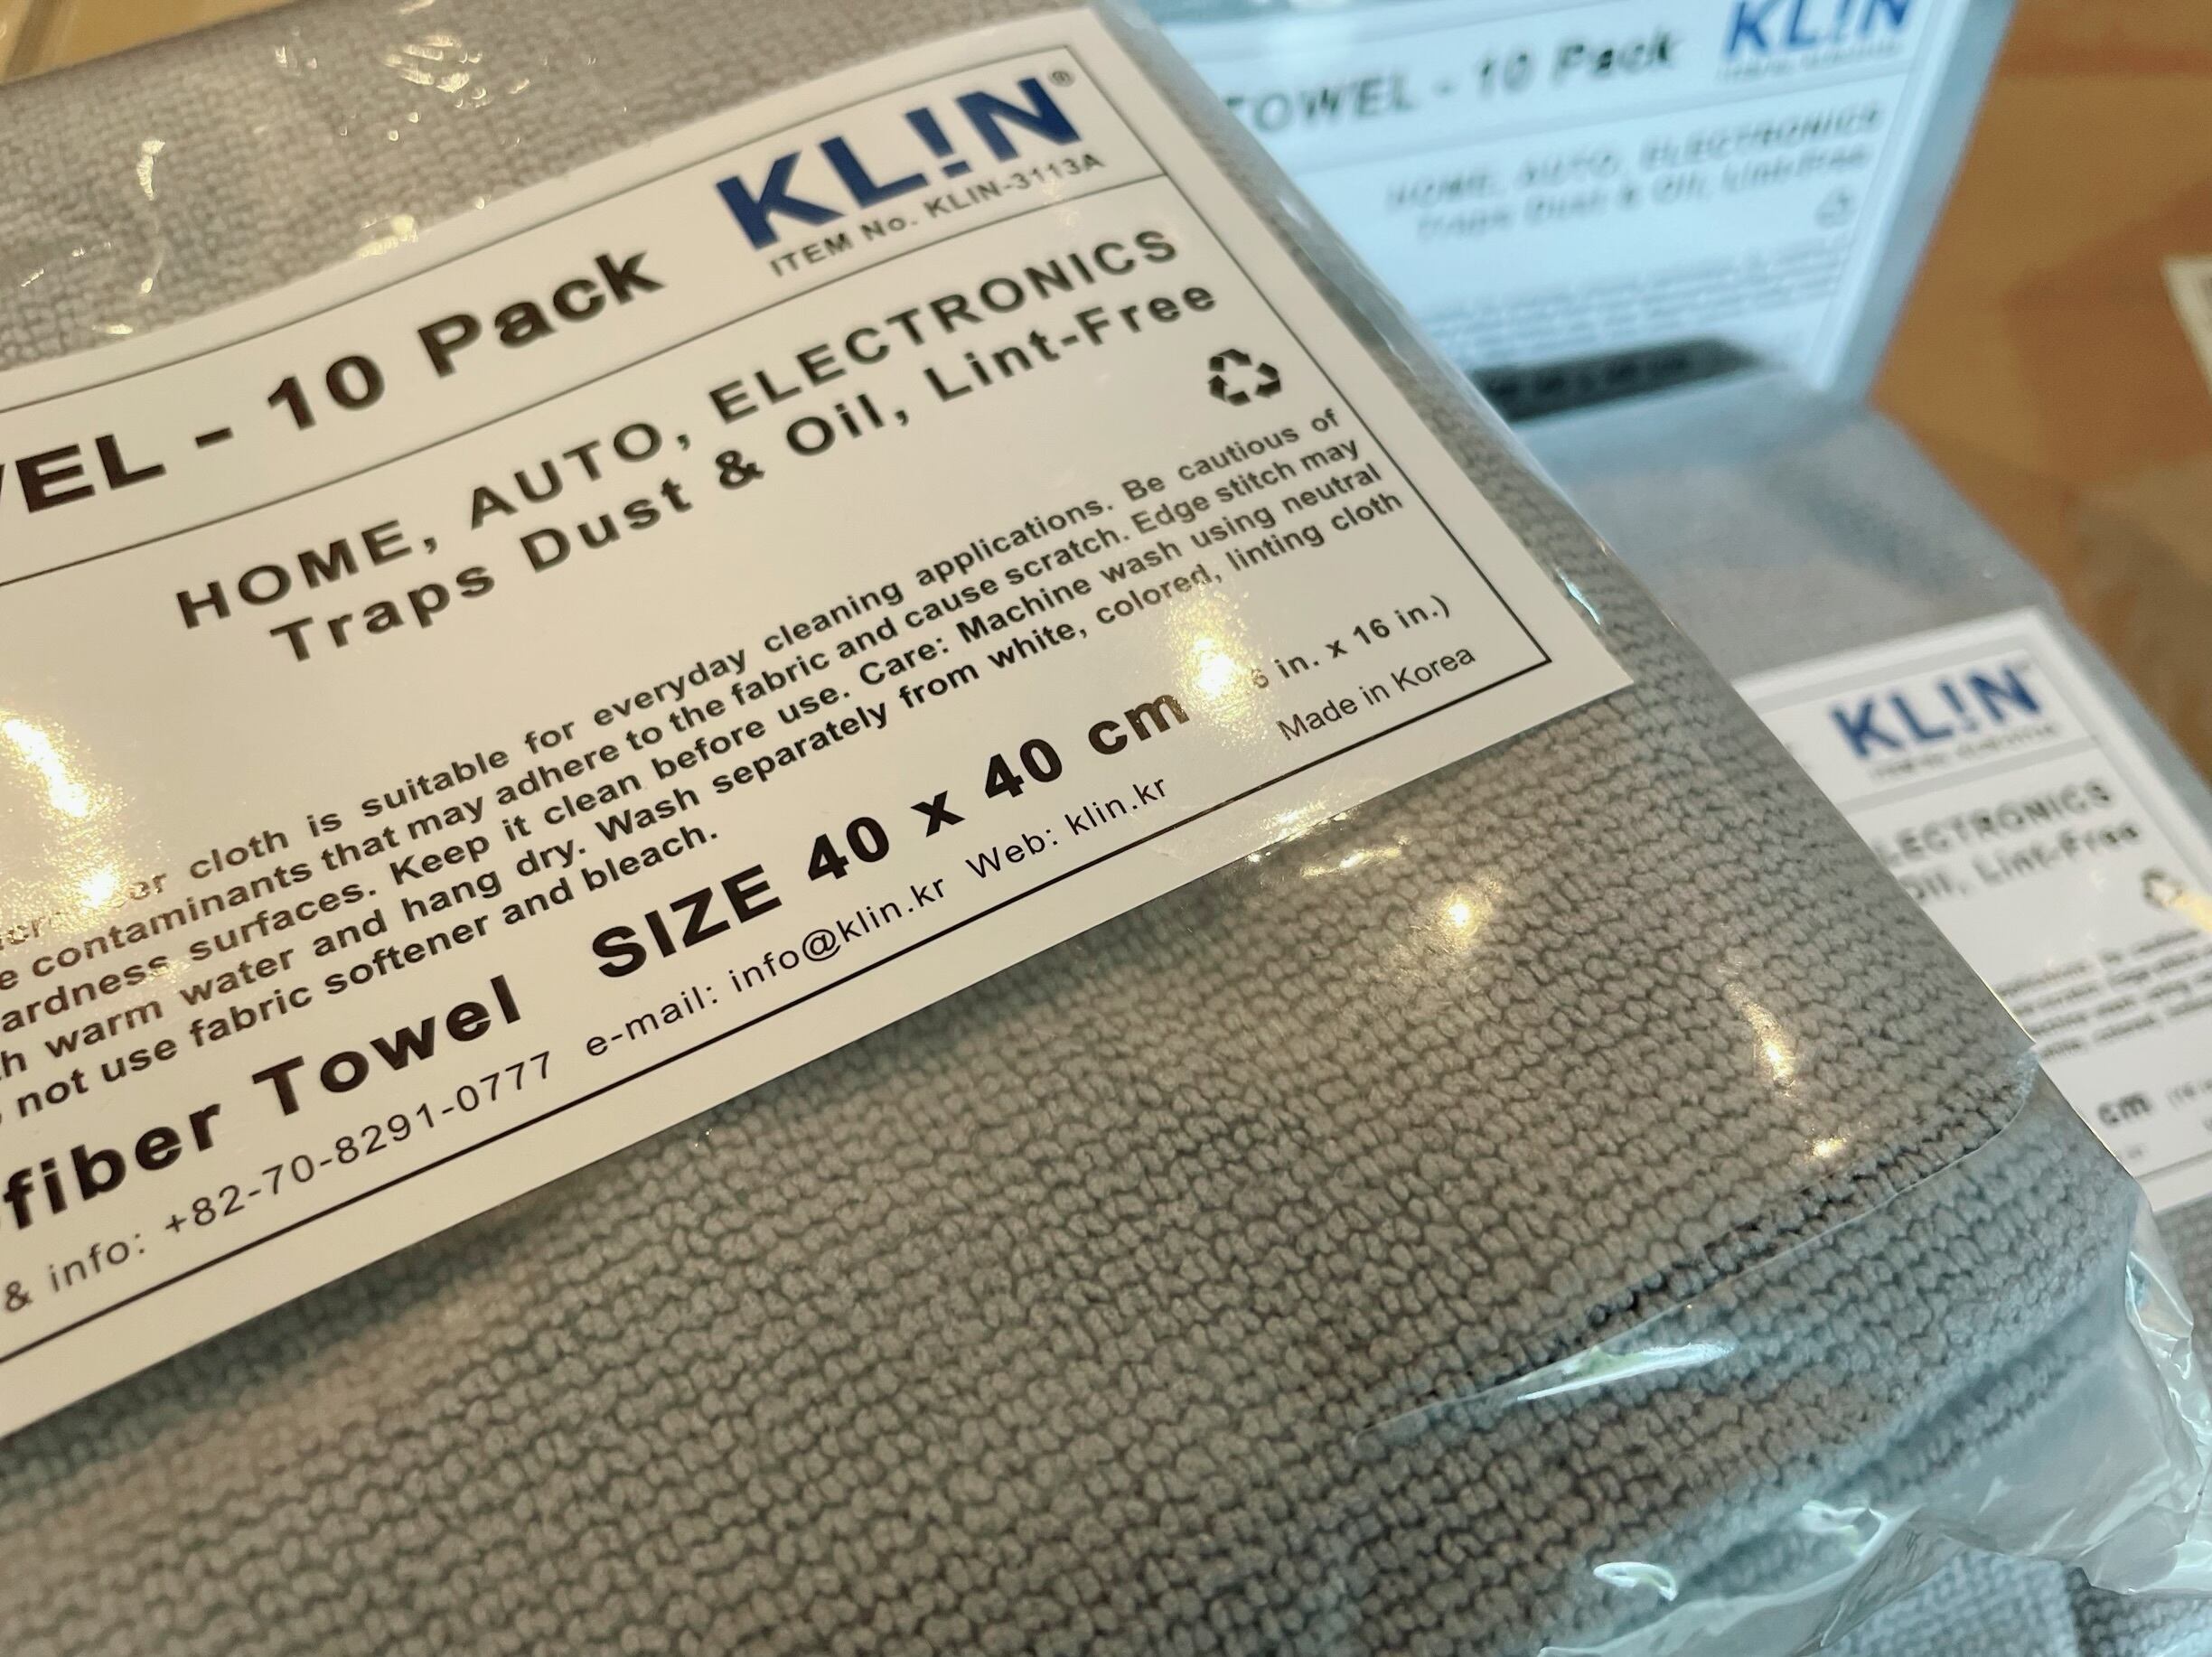 KL!N®
ITEM No. KLIN-3113A
- 10 Pack
HOME, AUTO, ELECTRONICS
Traps Dust & Oil, Lint-Free
cloth is suitable for everyday cleaning applications. Be cautious of
contaminants that may adhere to the fabric and cause scratch. Edge stitch may
surfaces. Keep it clean before use. Care: Machine wash using neutral
warm water and hang dry. Wash separately from white, colored, linting cloth
not use fabric softener and bleach.
Towel SIZE 40 x 40 cm in. x 16 in.)
& info: +82-70-8291-0777 e-mail: info@klin.kr Web: klin.kr Made in Korea
KL!N
TOWEL - 10 Pack
HOME, AUTO, ELECTRONICS
Traps Dust & Oil, Lint-Free
KL!N
Oil, Lint-Free
cm